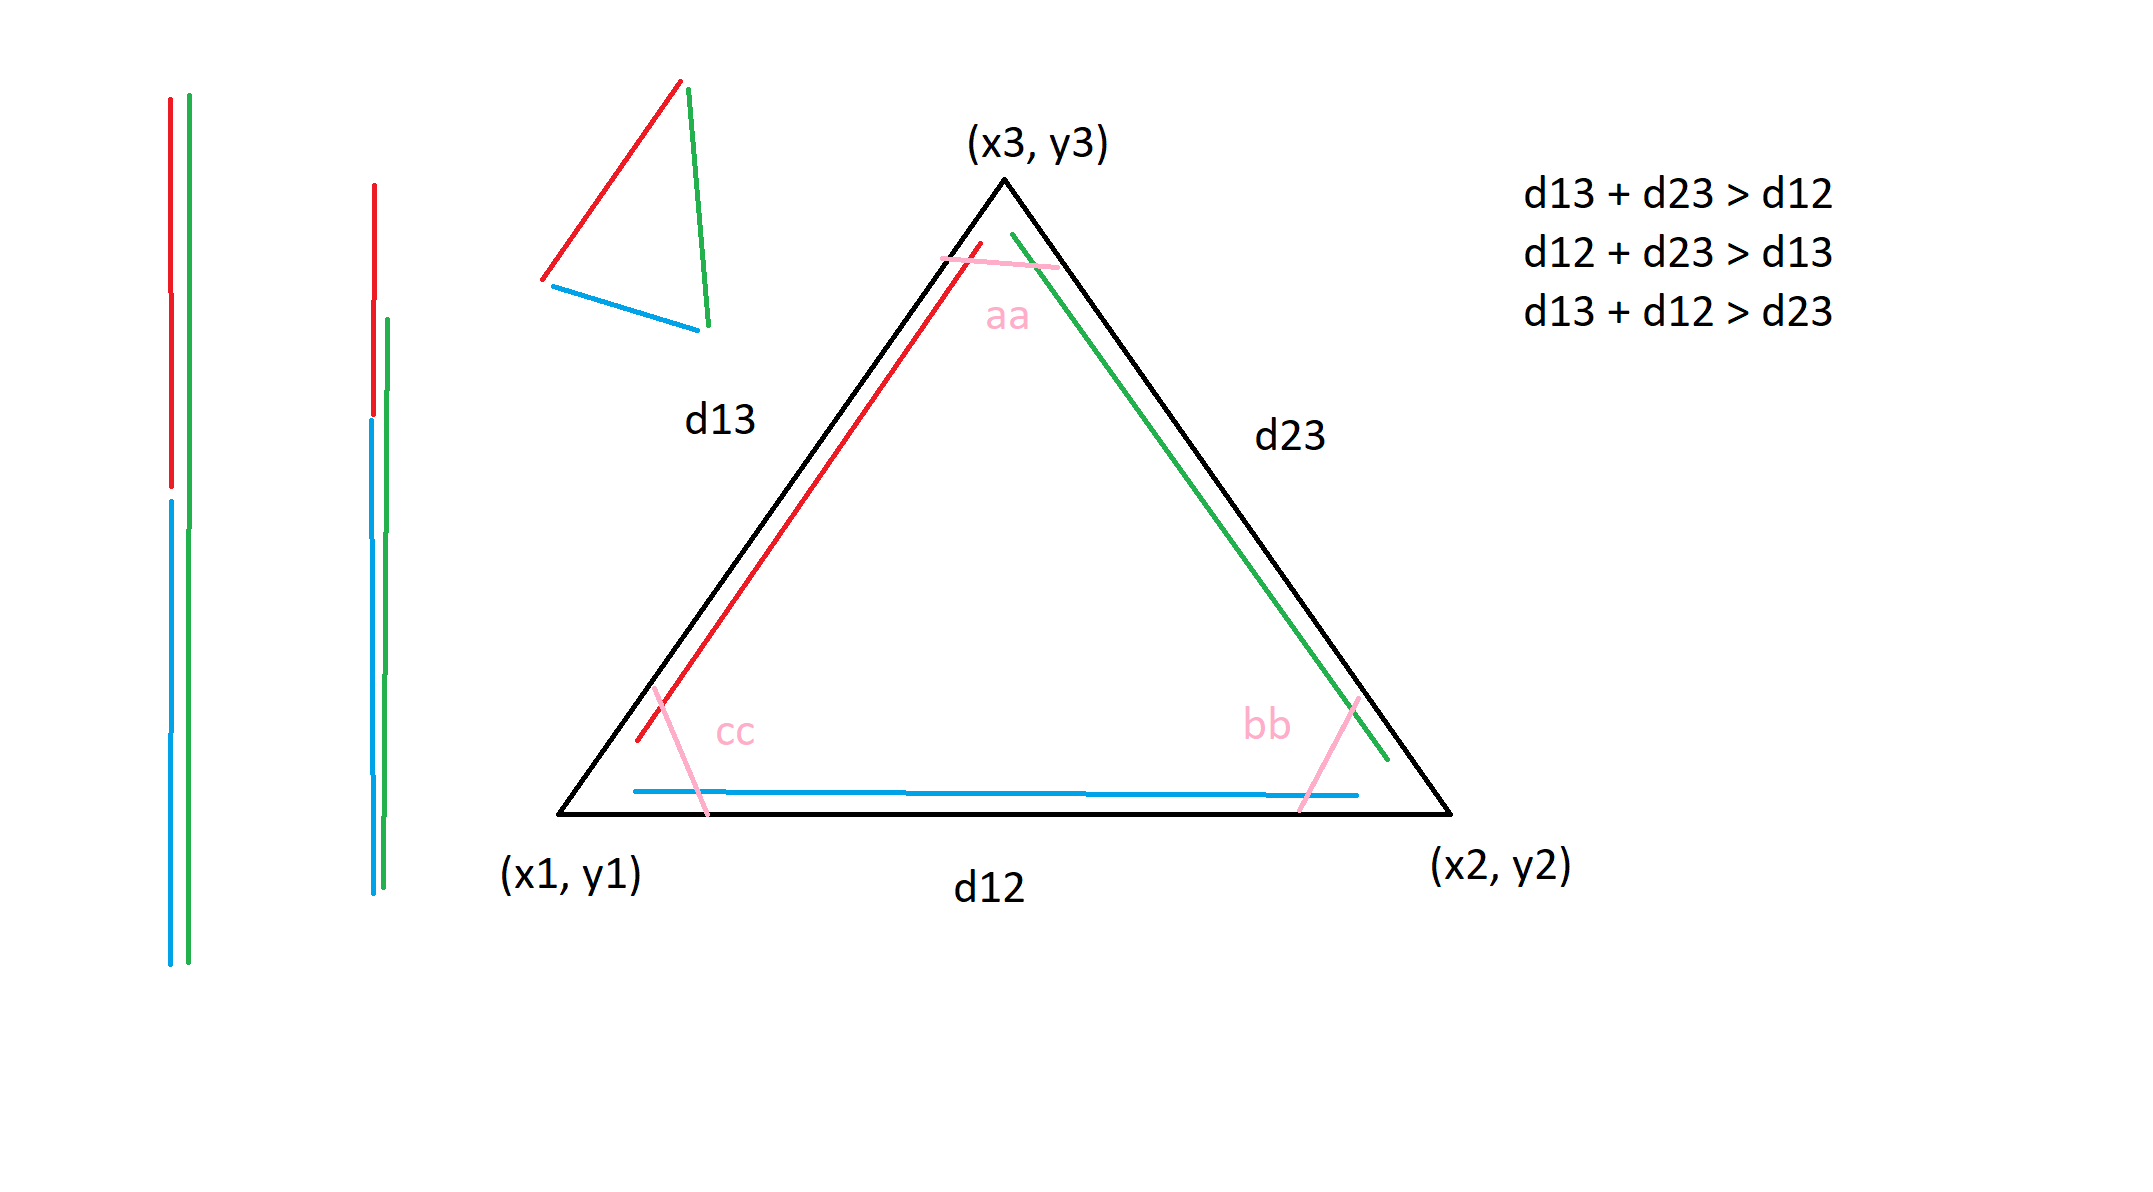 (x3, y3)
d13 + d23 > d12
d12 + d23 > d13
d13 + d12 > d23
aa
d13
d23
cc
bb
(x1, y1)
d12
(x2, y2)